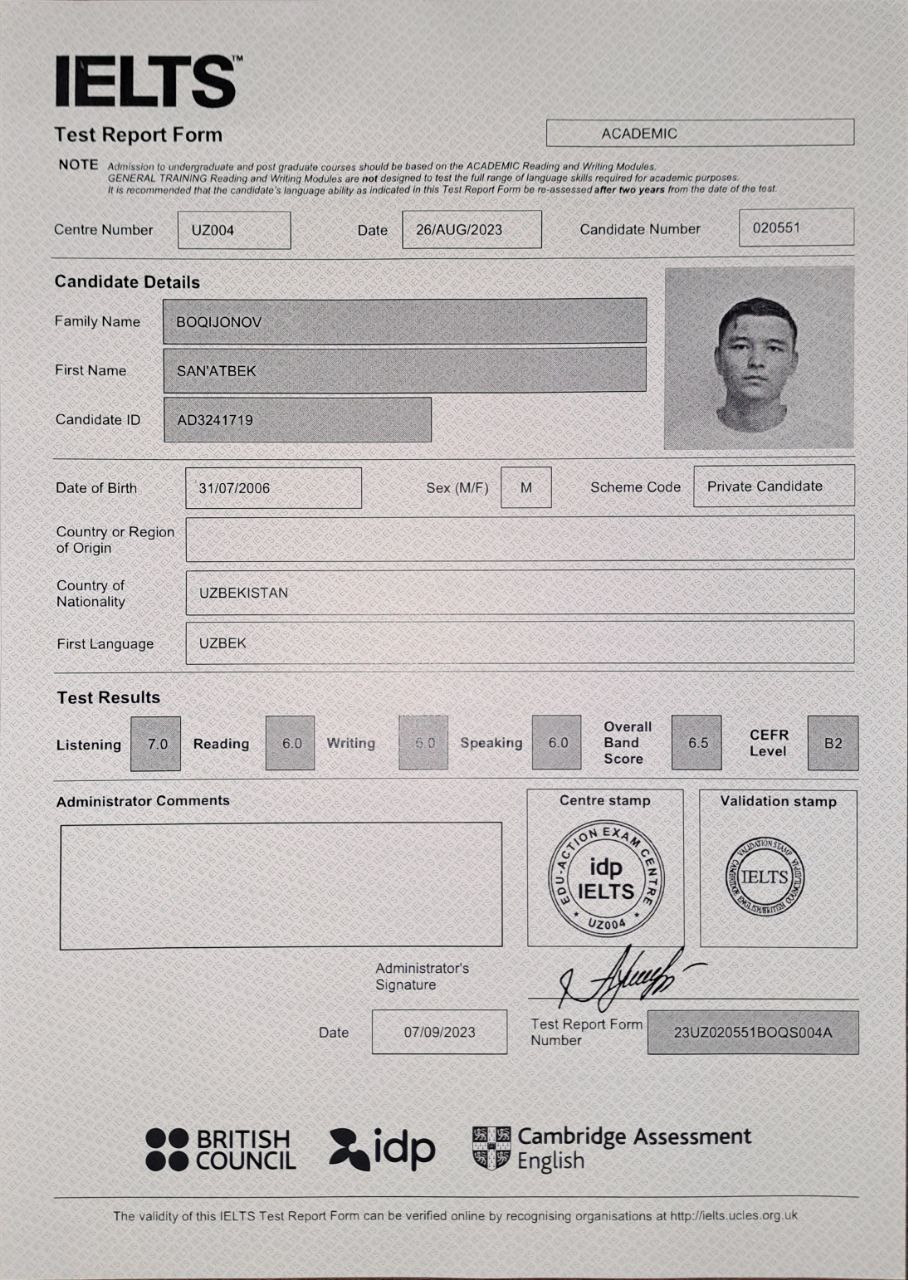 IELTS™
Test Report Form
ACADEMIC
NOTE Admission to undergraduate and post graduate courses should be based on the ACADEMIC Reading and Writing Modules.
GENERAL TRAINING Reading and Writing Modules are not designed to test the full range of language skills required for academic purposes.
It is recommended that the candidate's language ability as indicated in this Test Report Form be re-assessed after two years from the date of the test.
Centre Number UZ004 Date 26/AUG/2023 Candidate Number 020551
Candidate Details
Family Name BOQIJONOV
First Name SAN'ATBEK
Candidate ID AD3241719
Date of Birth 31/07/2006 Sex (M/F) M Scheme Code Private Candidate
Country or Region
of Origin
Country of
Nationality
UZBEKISTAN
First Language UZBEK
Test Results
Listening 7.0 Reading 6.0 Writing 6.0 Speaking 6.0
Overall
Band
Score
6.5
CEFR
Level
B2
Administrator Comments
Centre stamp
EDU-ACTION EXAM CENTRE
idp
IELTS
UZ004
Validation stamp
VALIDATION STAMP
IELTS
Administrator's
Signature
Date 07/09/2023
Test Report Form
Number
23UZ020551BOQS004A
BRITISH
COUNCIL
idp
Cambridge Assessment
English
The validity of this IELTS Test Report Form can be verified online by recognising organisations at http://ielts.ucles.org.uk